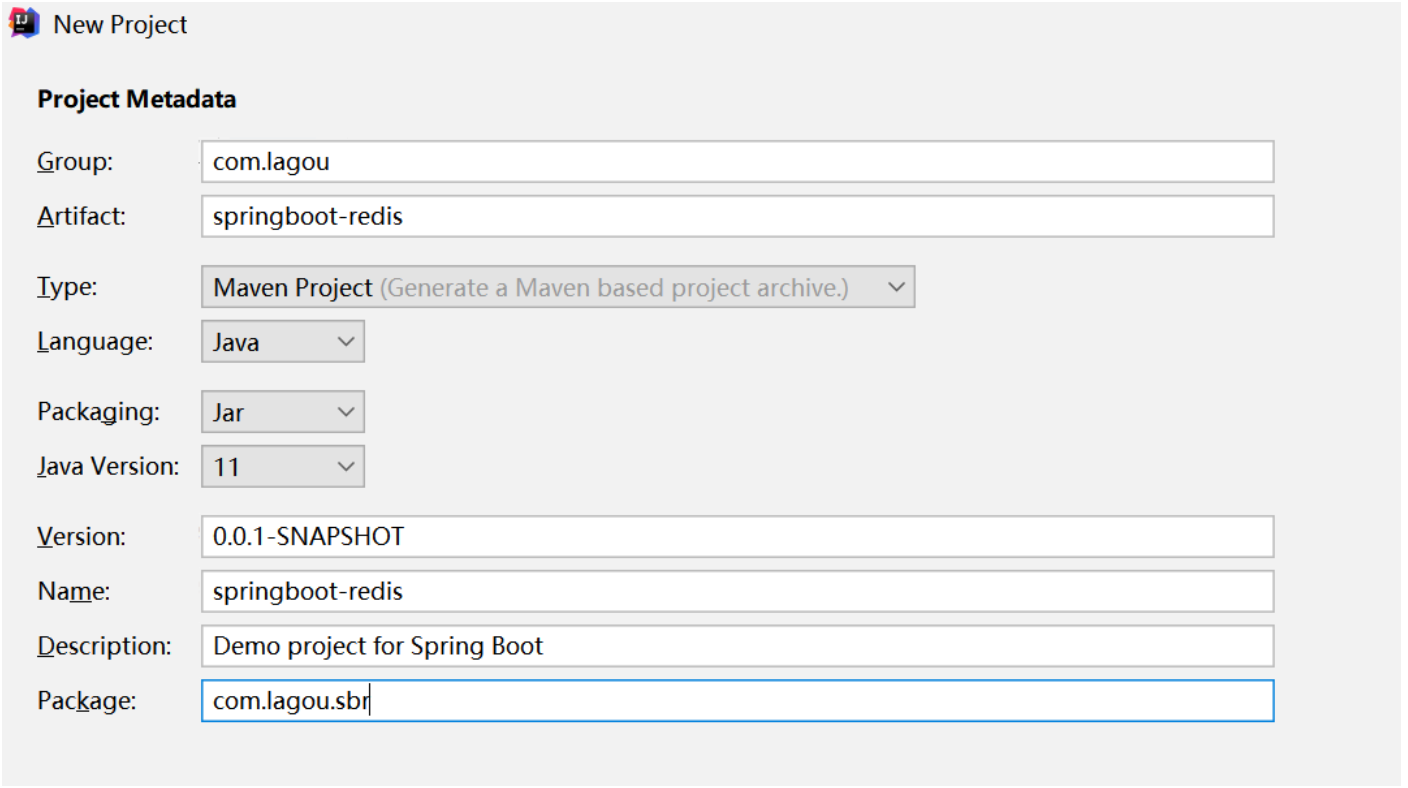 IJ
New Project
Project Metadata
Group: com.lagou
Artifact: springboot-redis
Type: Maven Project (Generate a Maven based project archive.)
Language: Java
Packaging: Jar
Java Version: 11
Version: 0.0.1-SNAPSHOT
Name: springboot-redis
Description: Demo project for Spring Boot
Package: com.lagou.sbr